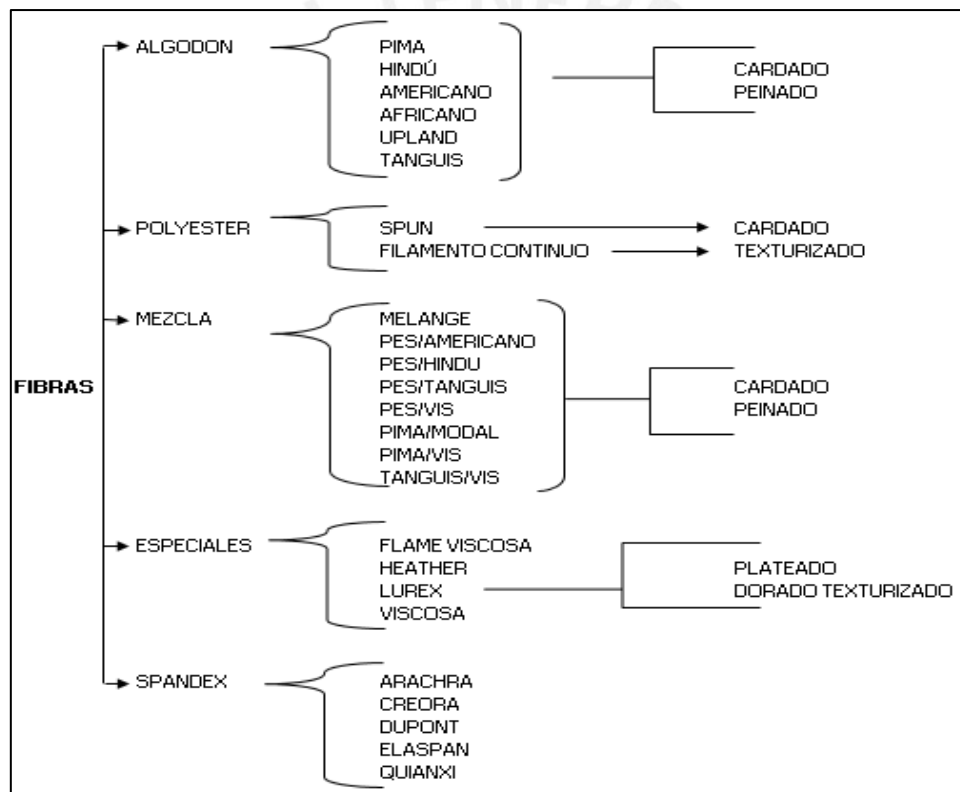 ALGODON
PIMA
HINDÚ
AMERICANO
AFRICANO
UPLAND
TANGUIS
CARDADO
PEINADO
POLYESTER
SPUN
CARDADO
FILAMENTO CONTINUO
TEXTURIZADO
MEZCLA
MELANGE
PES/AMERICANO
PES/HINDU
PES/TANGUIS
PES/VIS
PIMA/MODAL
PIMA/VIS
TANGUIS/VIS
CARDADO
PEINADO
FIBRAS
ESPECIALES
FLAME VISCOSA
HEATHER
LUREX
VISCOSA
PLATEADO
DORADO TEXTURIZADO
SPANDEX
ARACHRA
CREORA
DUPONT
ELASPAN
QUIANXI